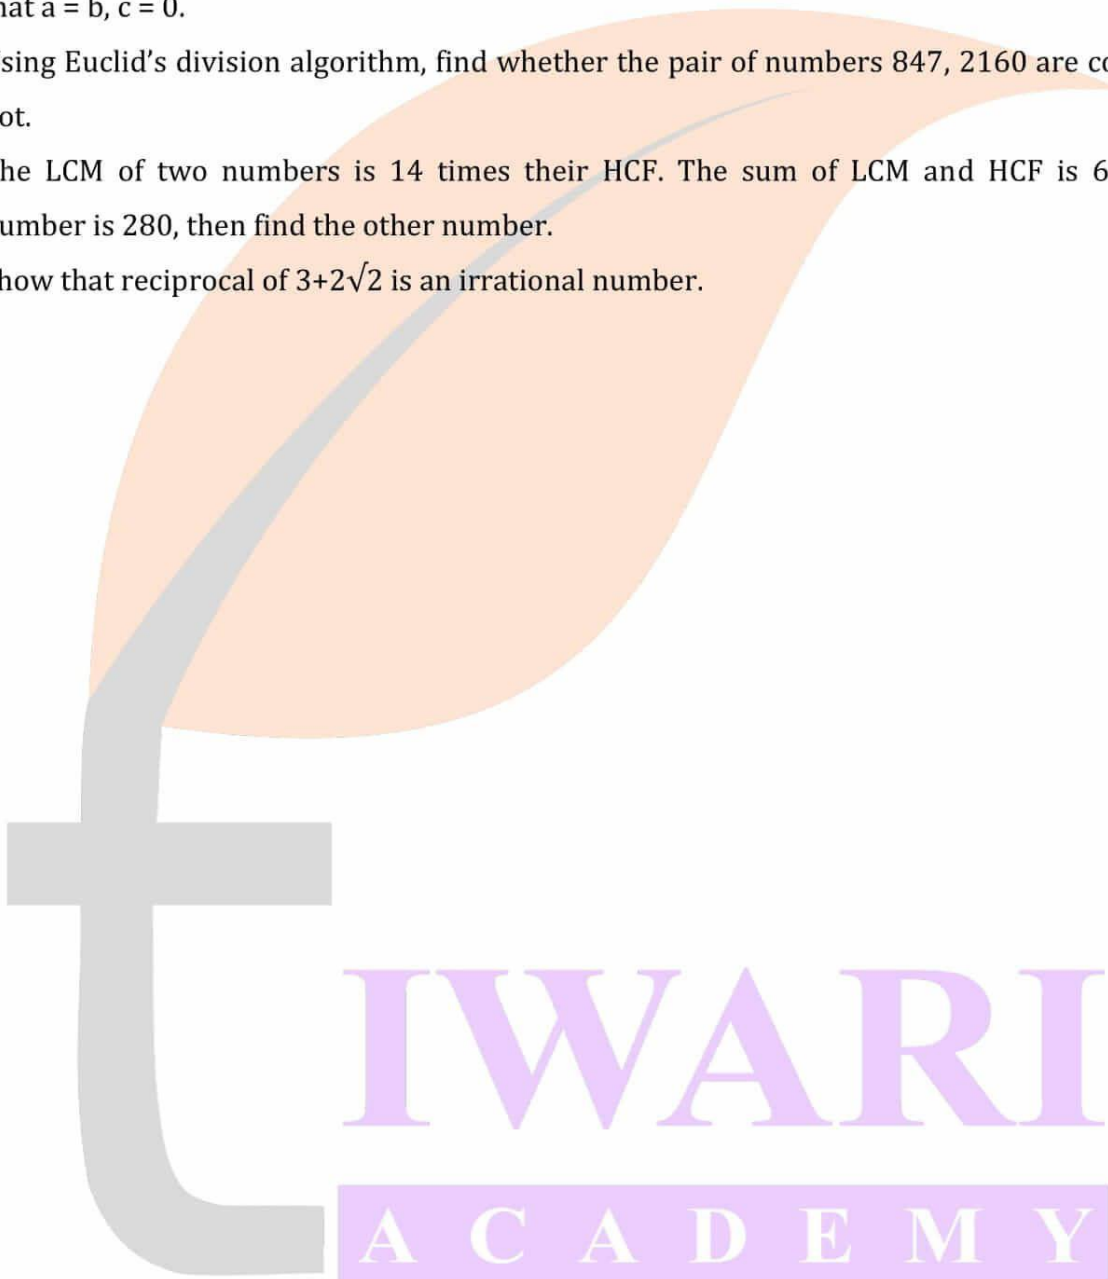 hat a = b, c = 0.
sing Euclid's division algorithm, find whether the pair of numbers 847, 2160 are co
ot.
he LCM of two numbers is 14 times their HCF. The sum of LCM and HCF is 6
umber is 280, then find the other number.
how that reciprocal of 3+2√2 is an irrational number.
tIWARI
ACADEMY